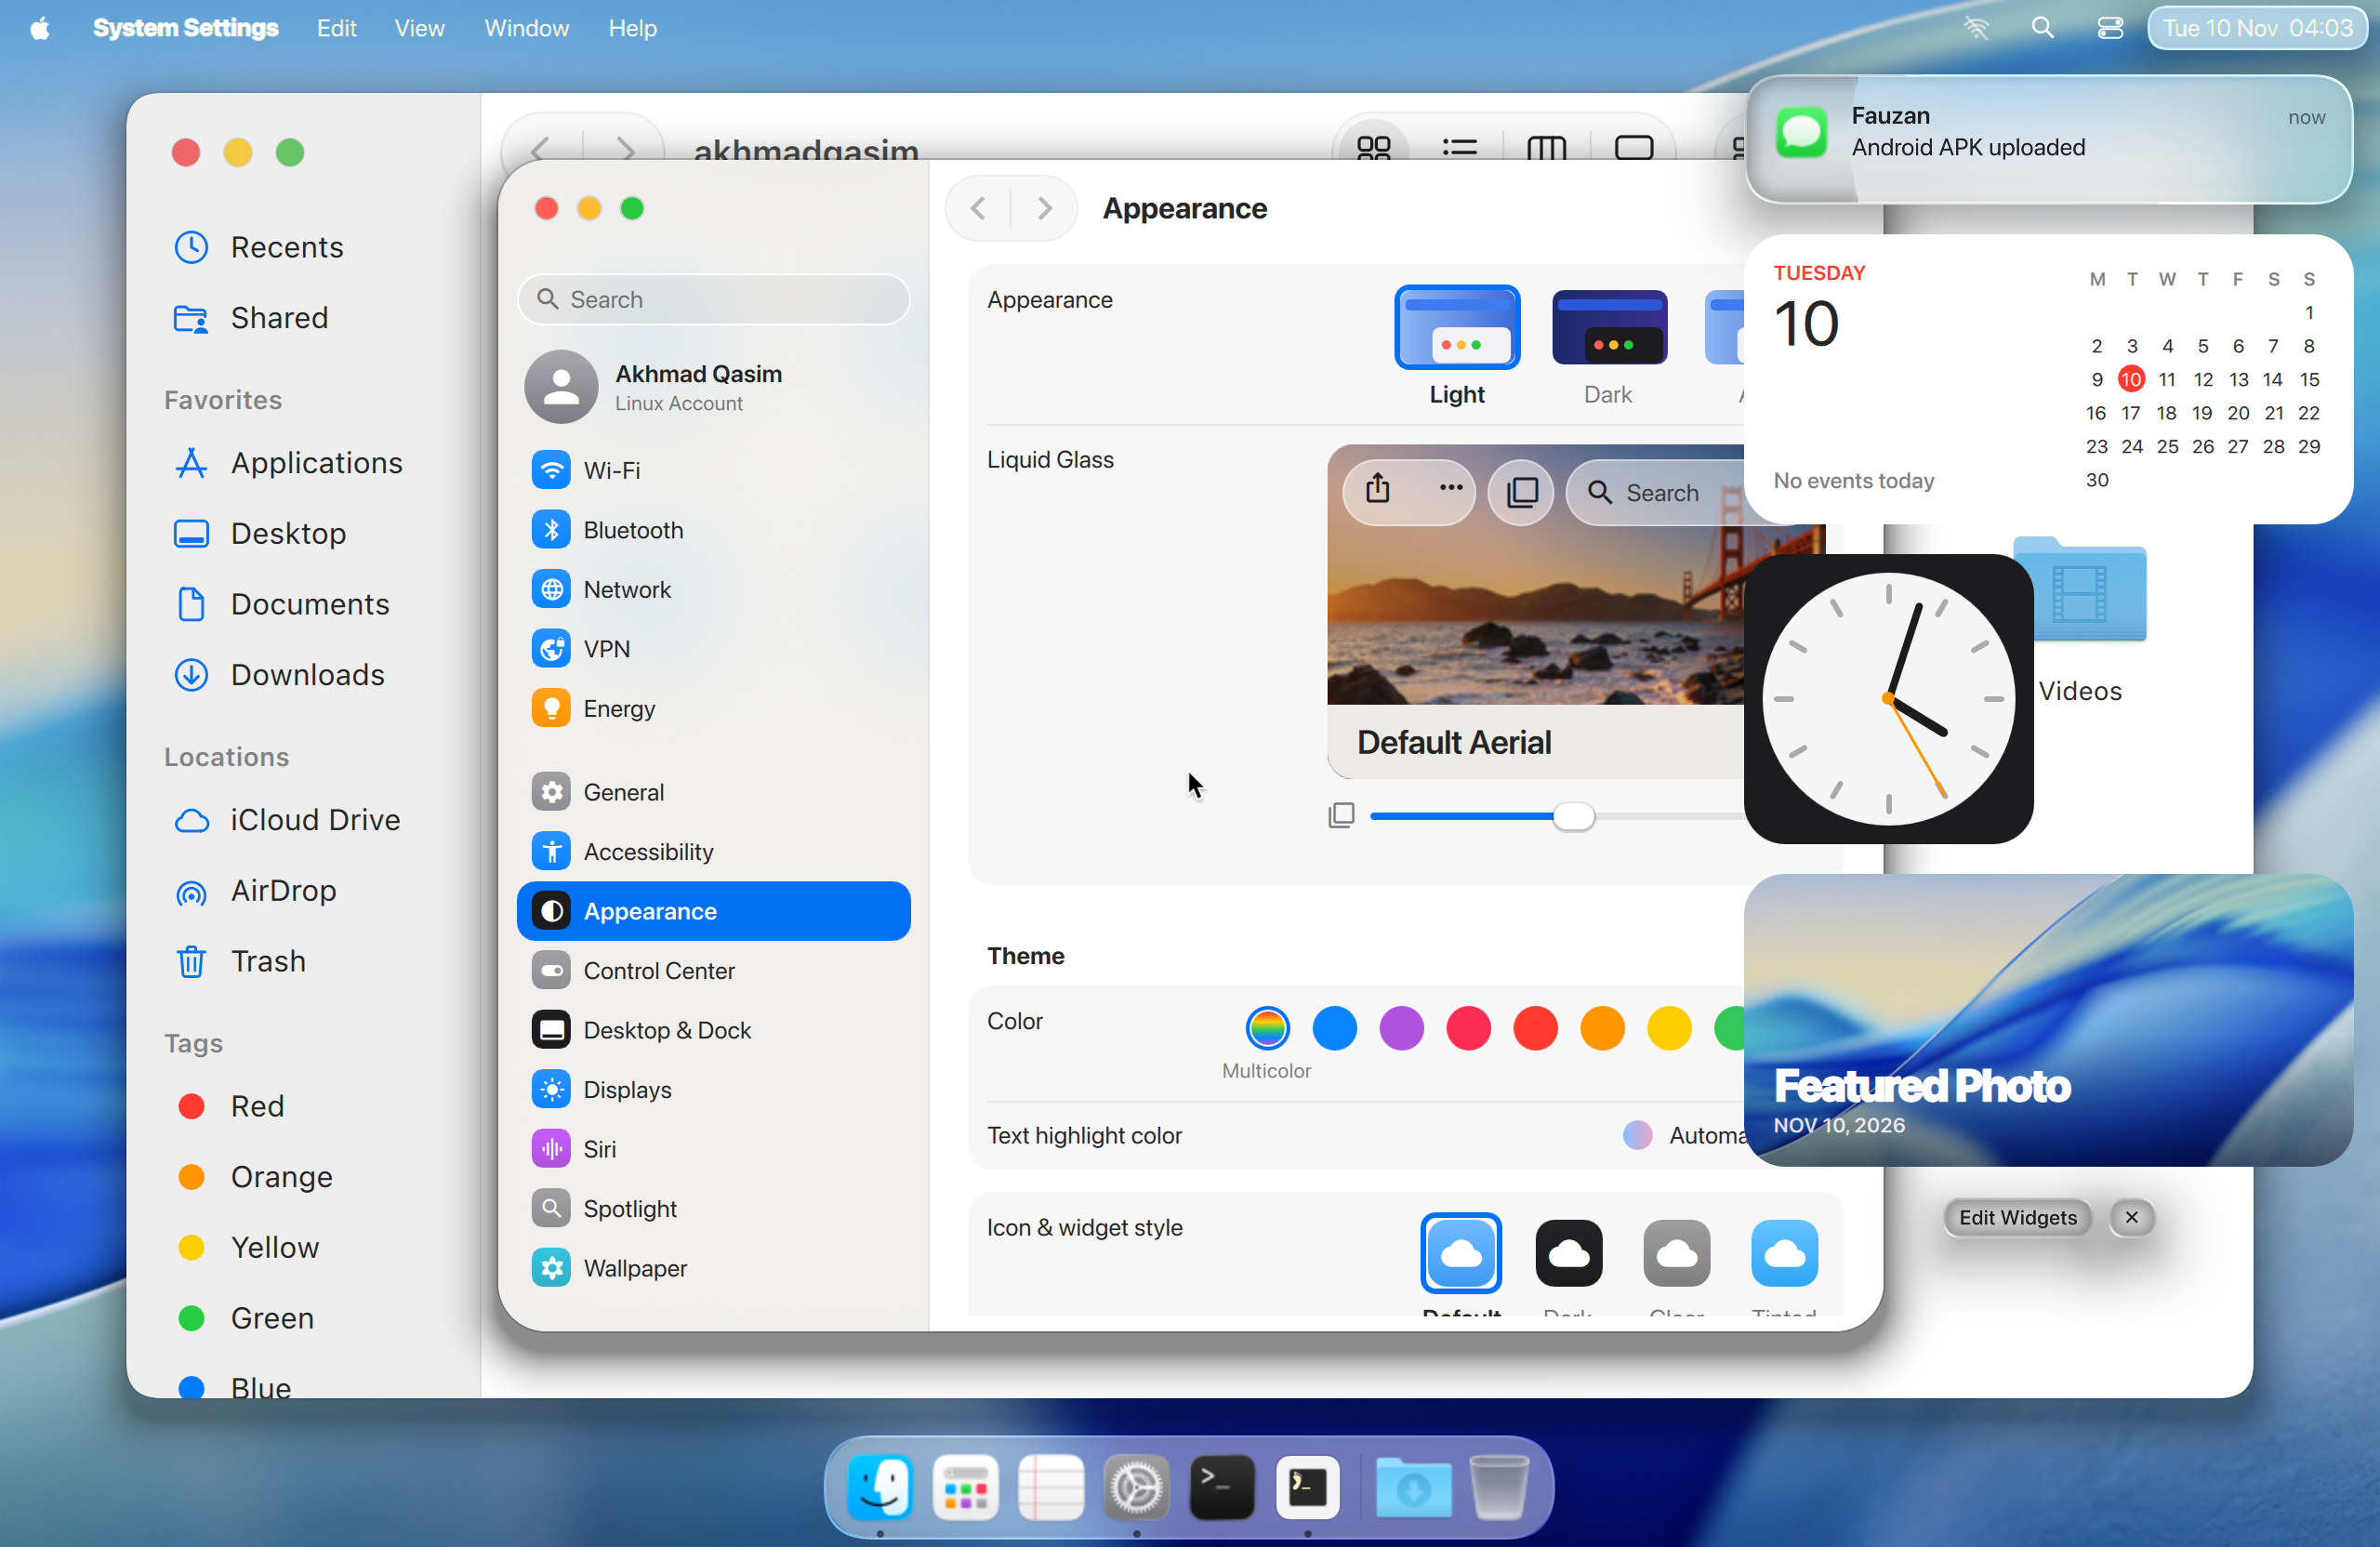 System Settings Edit View Window Help
Tue 10 Nov 04:03
akhmadqasim
Recents
Shared
Favorites
Applications
Desktop
Documents
Downloads
Locations
iCloud Drive
AirDrop
Trash
Tags
Red
Orange
Yellow
Green
Blue
Search
Akhmad Qasim
Linux Account
Wi-Fi
Bluetooth
Network
VPN
Energy
General
Accessibility
Appearance
Control Center
Desktop & Dock
Displays
Siri
Spotlight
Wallpaper
Appearance
Appearance
Light Dark
Liquid Glass
Search
Default Aerial
Theme
Color
Multicolor
Text highlight color
Icon & widget style
Default Dark Clear Tinted
Fauzan
now
Android APK uploaded
TUESDAY
10
No events today
M T W T F S S
1
2 3 4 5 6 7 8
9 10 11 12 13 14 15
16 17 18 19 20 21 22
23 24 25 26 27 28 29
30
Videos
Featured Photo
NOV 10, 2026
Edit Widgets